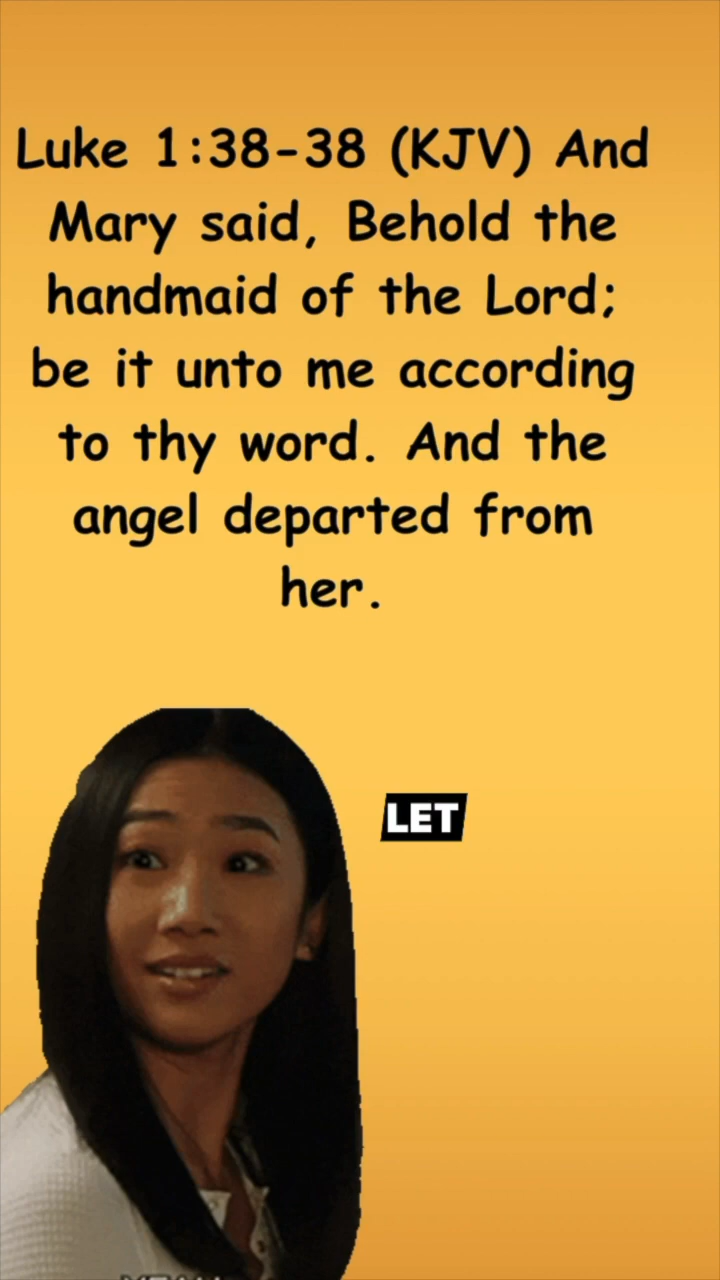 Luke 1:38-38 (KJV) And
Mary said, Behold the
handmaid of the Lord;
be it unto me according
to thy word. And the
angel departed from
her.
LET